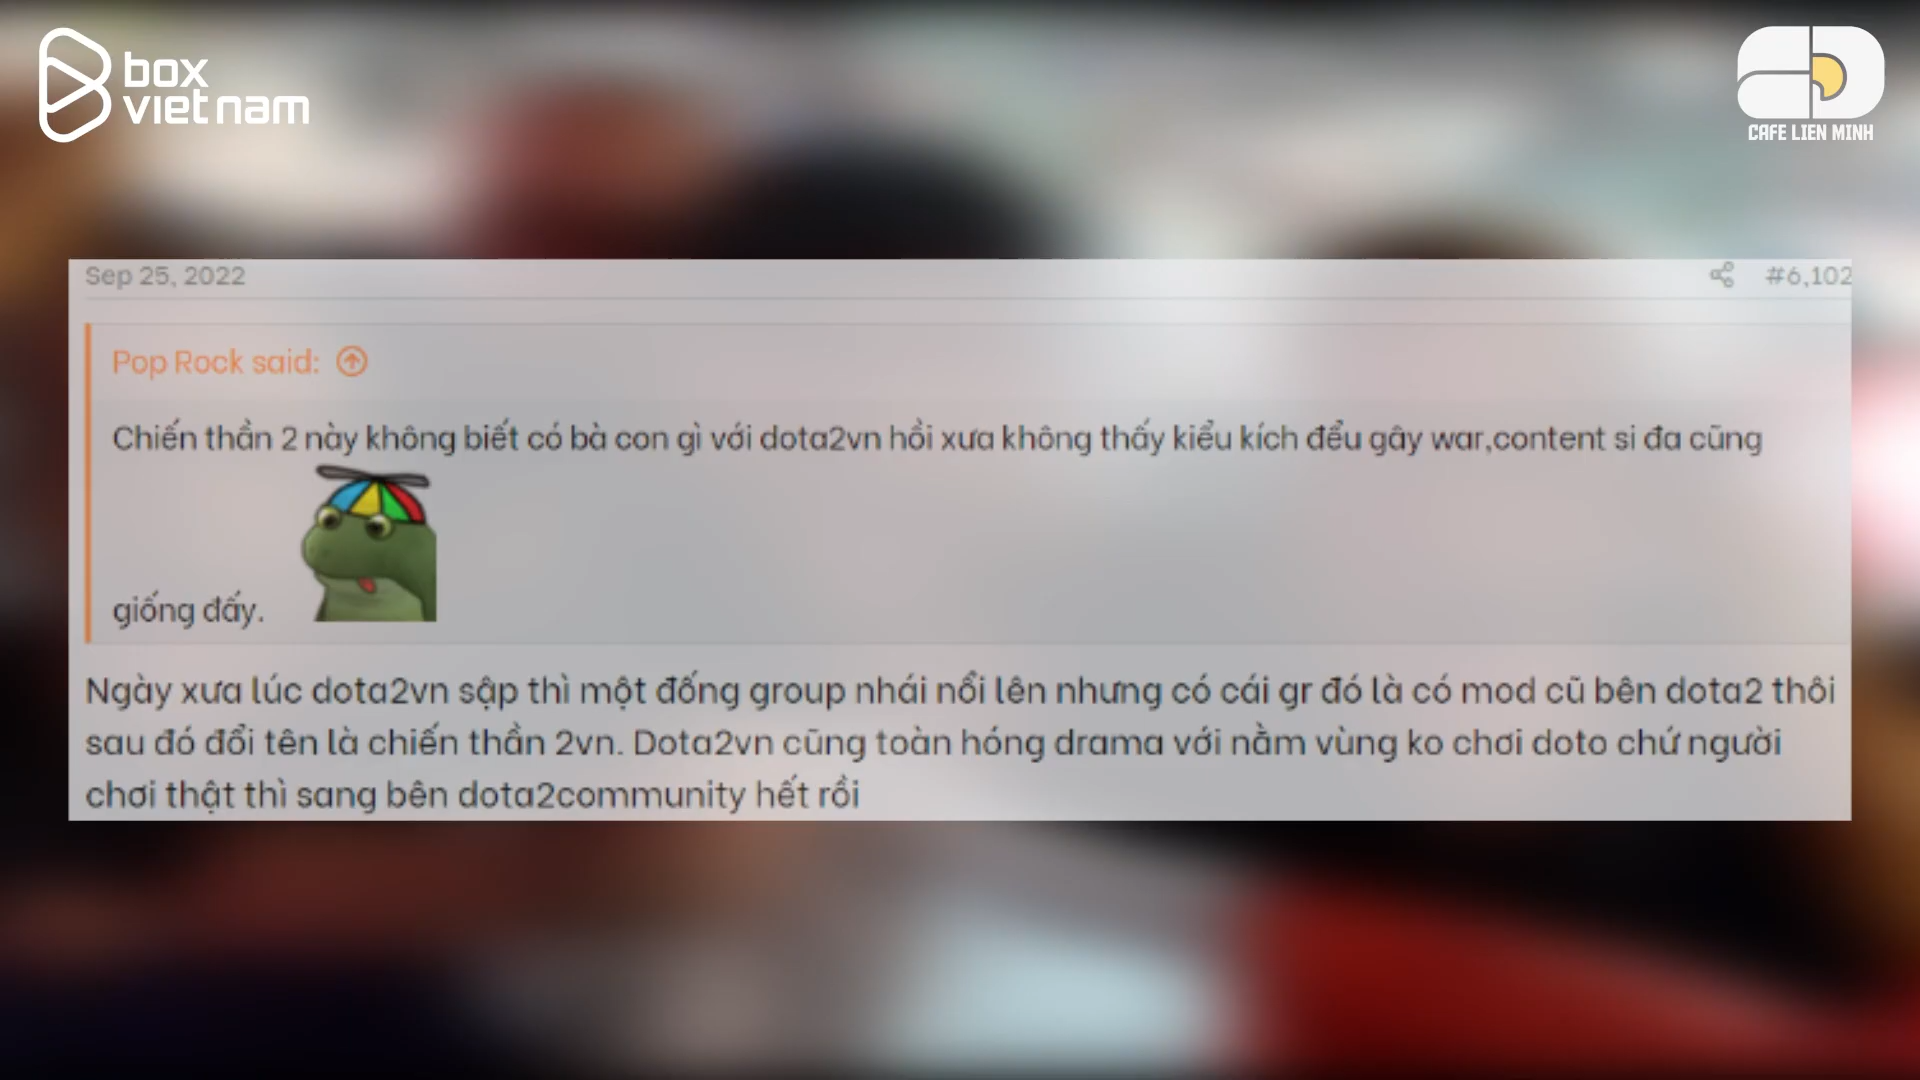 box
viet nam
CAFE LIEN MINH
Sep 25, 2022
#6,102
Pop Rock said:
Chiến thần 2 này không biết có bà con gì với dota2vn hồi xưa không thấy kiểu kích đểu gây war,content si đa cũng
giống đấy.
Ngày xưa lúc dota2vn sập thì một đống group nhái nổi lên nhưng có cái gr đó là có mod cũ bên dota2 thôi
sau đó đổi tên là chiến thần 2vn. Dota2vn cũng toàn hóng drama với nằm vùng ko chơi doto chứ người
chơi thật thì sang bên dota2community hết rồi